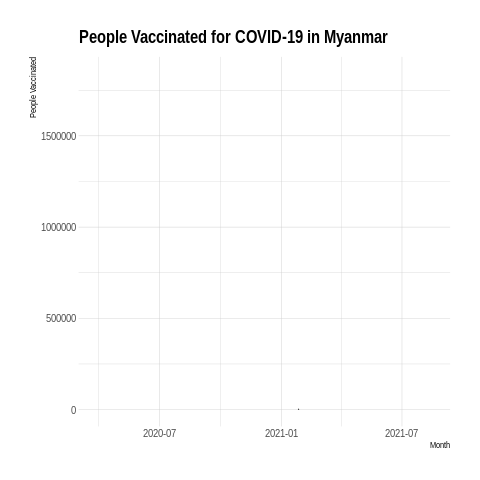 People Vaccinated for COVID-19 in Myanmar
People Vaccinated
1500000
1000000
500000
0
2020-07 2021-01 2021-07
Month